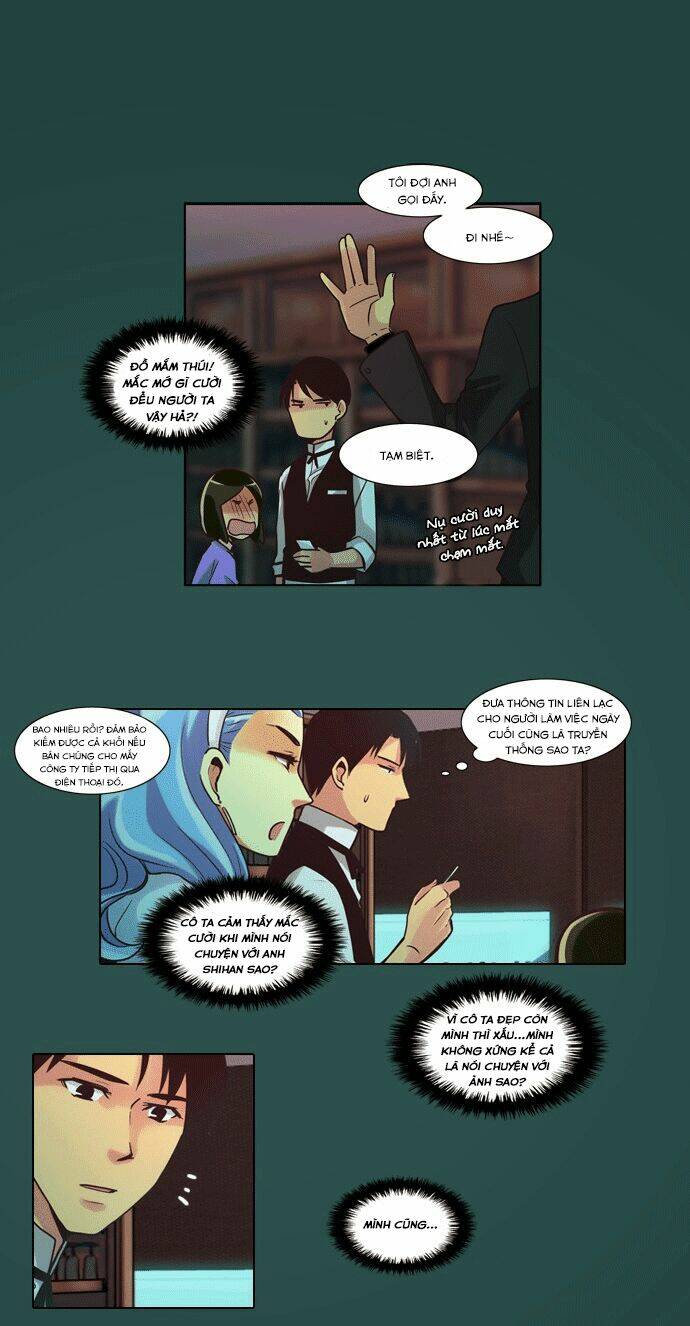 TÔI ĐỢI ANH
GỌI ĐẤY.
ĐI NHÉ~
ĐỒ MẮM THÚI!
MẮC MỚ GÌ CƯỜI
ĐỂU NGƯỜI TA
VẬY HẢ?!
TẠM BIỆT.
Nụ cười duy
nhất từ lúc mắt
chạm mắt.
ĐƯA THÔNG TIN LIÊN LẠC
CHO NGƯỜI LÀM VIỆC NGÀY
CUỐI CŨNG LÀ TRUYỀN
THỐNG SAO TA?
BAO NHIÊU RỒI? ĐẢM BẢO
KIẾM ĐƯỢC CẢ KHỐI NẾU
BÁN CHÚNG CHO MẤY
CÔNG TY TIẾP THỊ QUA
ĐIỆN THOẠI ĐÓ.
CÔ TA CẢM THẤY MẮC
CƯỜI KHI MÌNH NÓI
CHUYỆN VỚI ANH
SHIHAN SAO?
VÌ CÔ TA ĐẸP CÒN
MÌNH THÌ XẤU...MÌNH
KHÔNG XỨNG KỂ CẢ
LÀ NÓI CHUYỆN VỚI
ẢNH SAO?
MÌNH CŨNG...